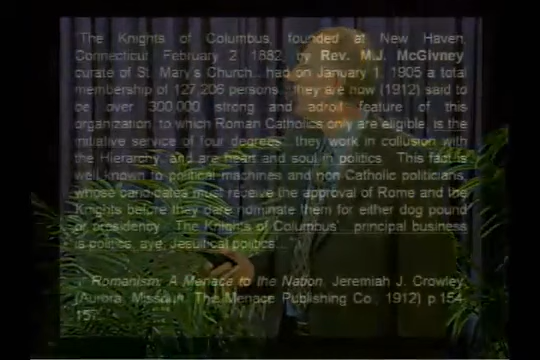 "The Knights of Columbus, founded at New Haven,
Connecticut, February 2, 1882, by Rev. M.J. McGivney
curate of St. Mary's Church, had on January 1, 1905 a total
membership of 127,206 persons; they are now (1912) said to
be over 300,000 strong and adroit feature of this
organization, to which Roman Catholics only are eligible, is the
initiative service of four degrees they work in collusion with
the Hierarchy and are heart and soul politics. This fact is
well known to political machines and non Catholic politicians,
whose candidates must receive the approval of Rome and the
Knights before they dare nominate them for either dog pound
or presidency. The Knights of Columbus' principal business
is politics, aye, Jesuitical politics...
Romanism: A Menace to the Nation, Jeremiah J. Crowley
(Aurora, Missouri: The Menace Publishing Co., 1912) p.154
157